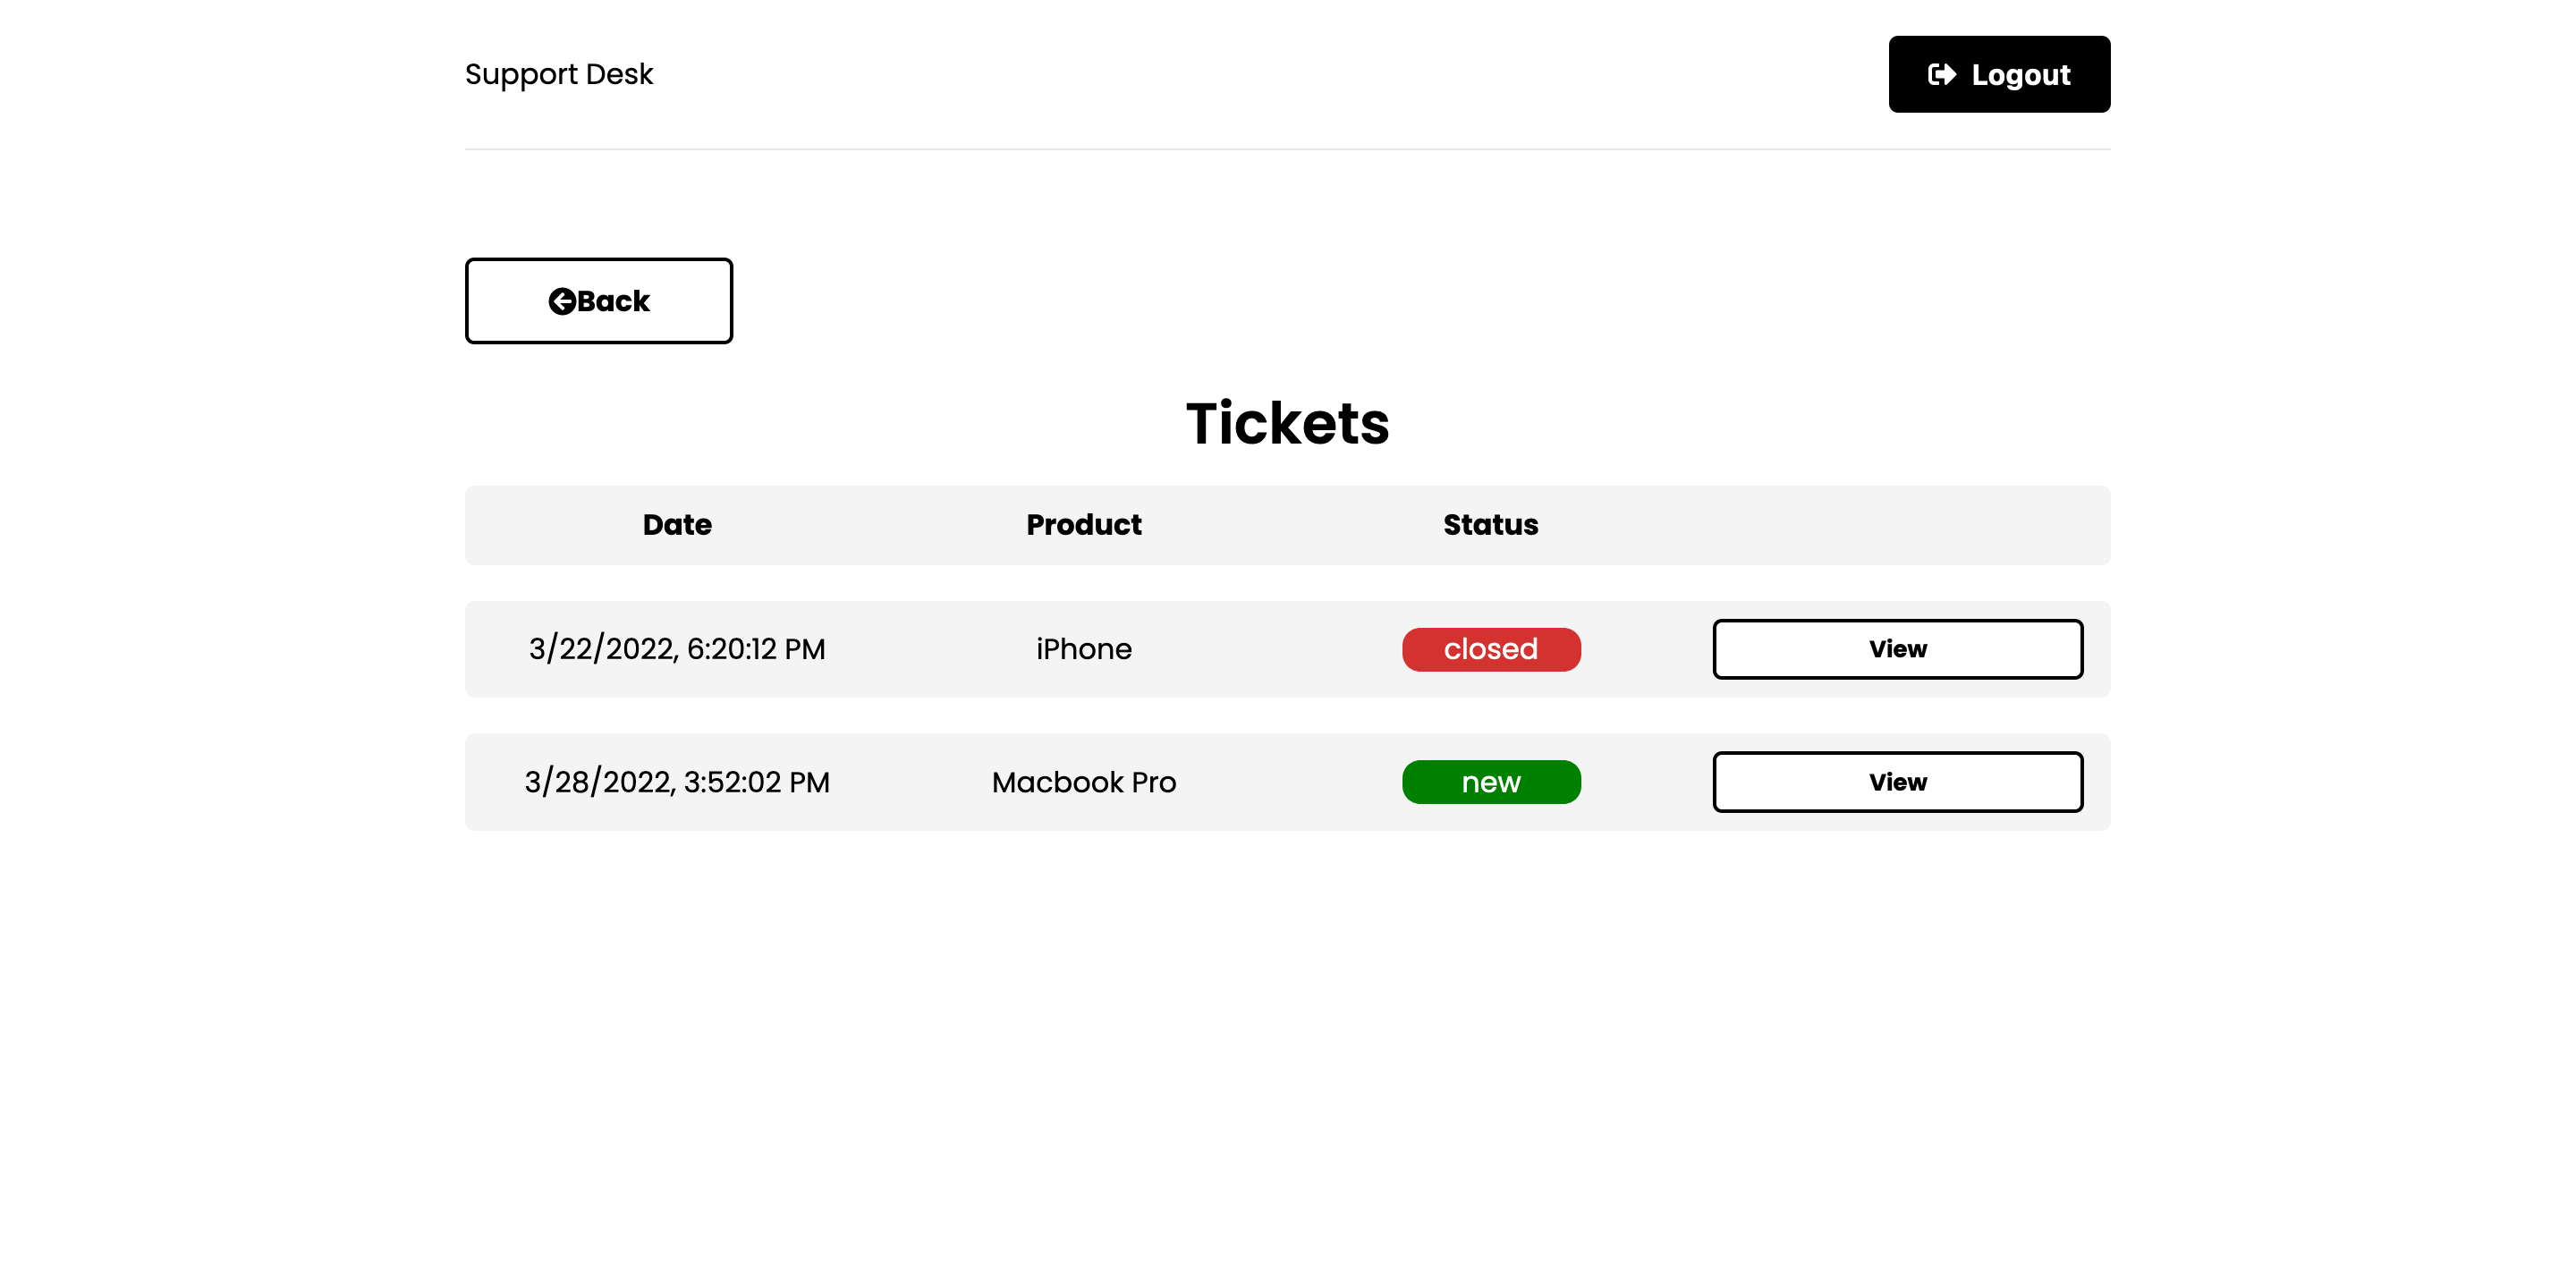 Support Desk
Logout
Back
Tickets
Date Product Status
3/22/2022, 6:20:12 PM iPhone closed View
3/28/2022, 3:52:02 PM Macbook Pro new View